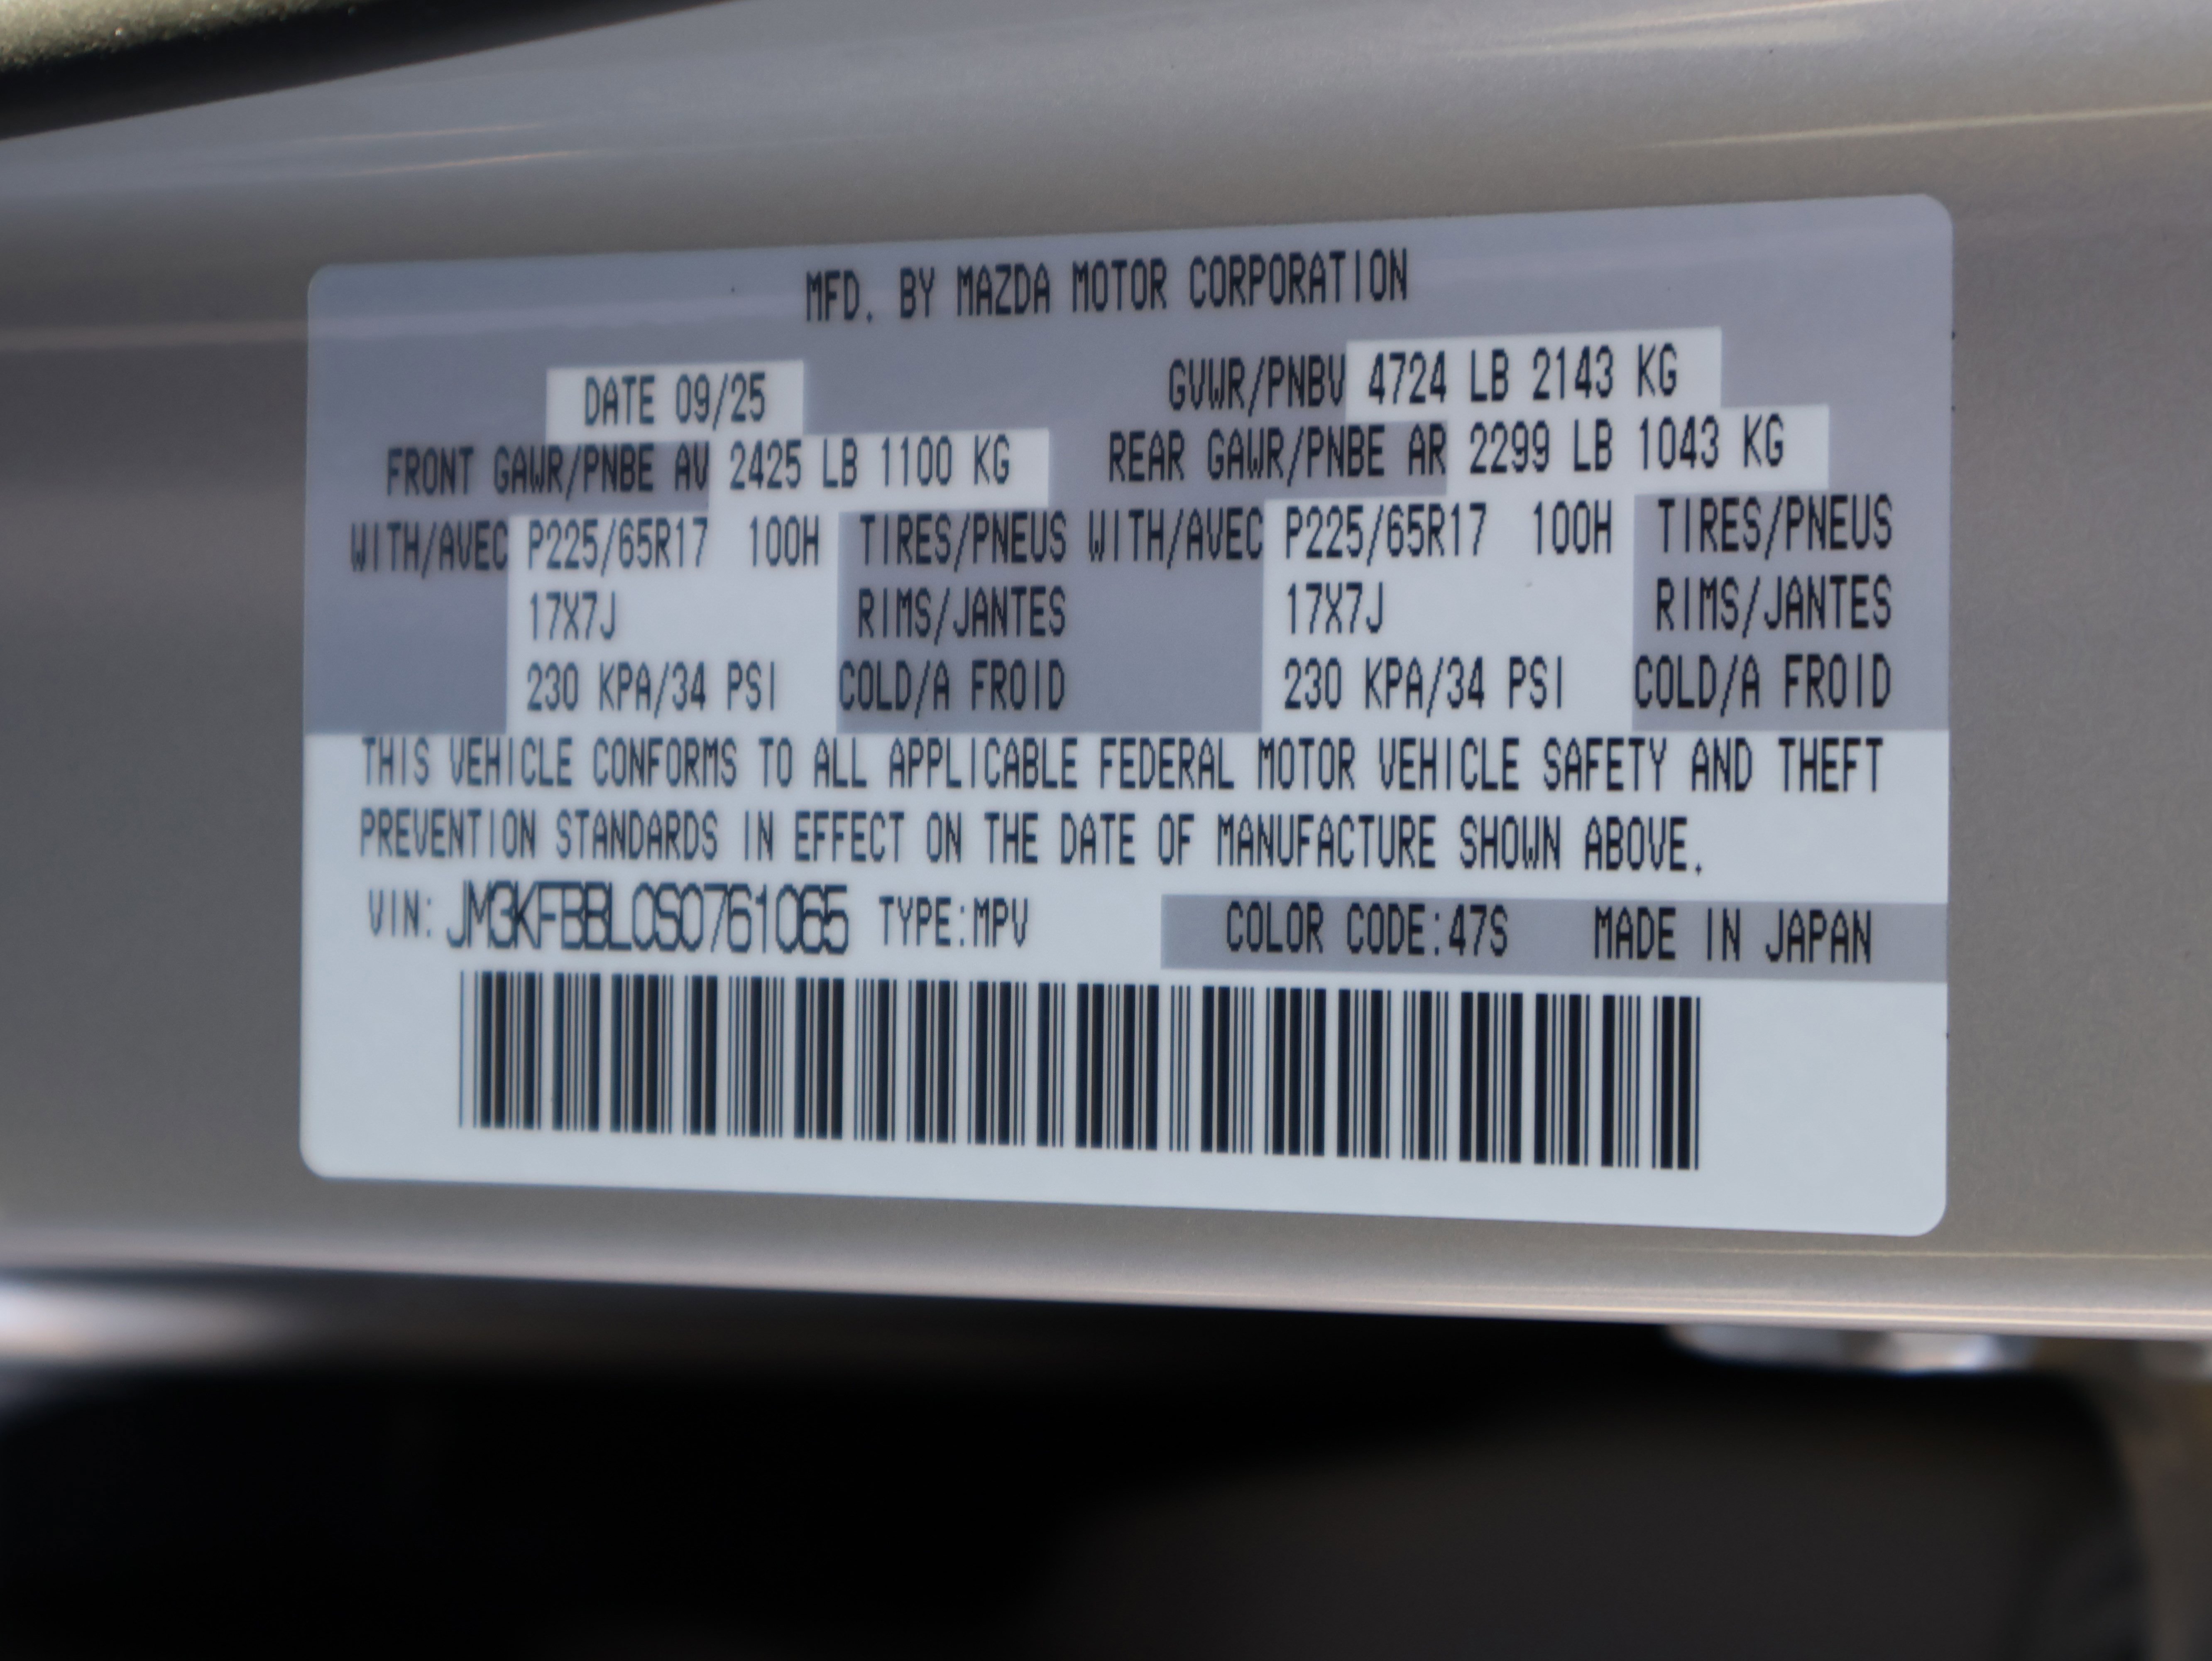 MFD. BY MAZDA MOTOR CORPORATION
DATE 09/25 GVWR/PNBV 4724 LB 2143 KG
FRONT GAWR/PNBE AV 2425 LB 1100 KG REAR GAWR/PNBE AR 2299 LB 1043 KG
WITH/AVEC P225/65R17 100H TIRES/PNEUS WITH/AVEC P225/65R17 100H TIRES/PNEUS
17X7J RIMS/JANTES 17X7J RIMS/JANTES
230 KPA/34 PSI COLD/A FROID 230 KPA/34 PSI COLD/A FROID
THIS VEHICLE CONFORMS TO ALL APPLICABLE FEDERAL MOTOR VEHICLE SAFETY AND THEFT
PREVENTION STANDARDS IN EFFECT ON THE DATE OF MANUFACTURE SHOWN ABOVE.
VIN: JM3KFBBL0S0761065 TYPE:MPV COLOR CODE:47S MADE IN JAPAN